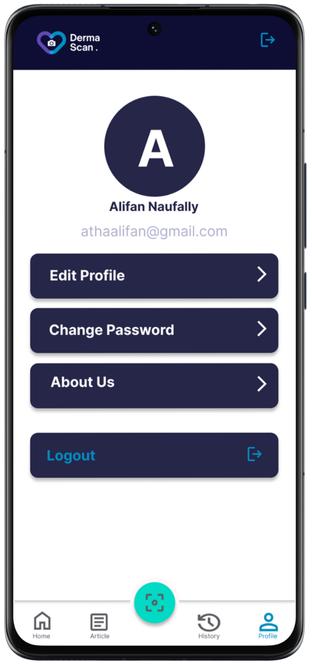 Derma
Scan .
A
Alifan Naufally
athaalifan@gmail.com
Edit Profile
Change Password
About Us
Logout
Home
Article
History
Profile